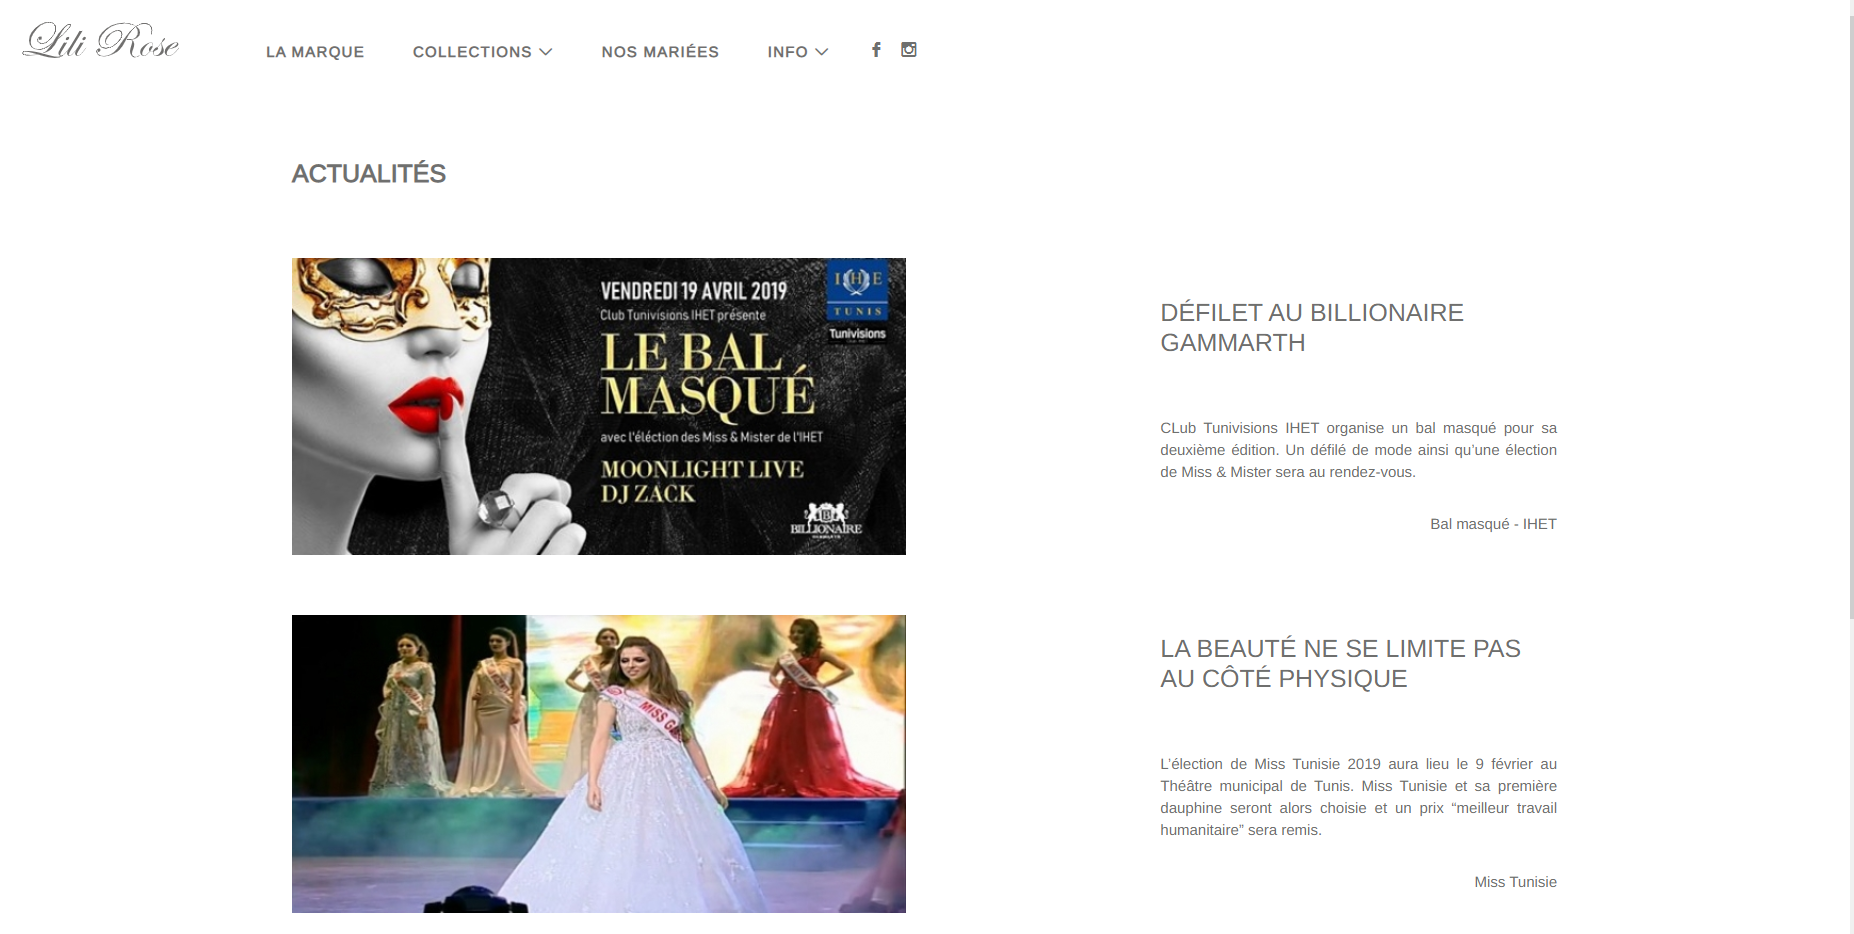 Lili Rose
LA MARQUE
COLLECTIONS
NOS MARIÉES
INFO
ACTUALITÉS
VENDREDI 19 AVRIL 2019
Club Tunivisions IHET présente
LE BAL
MASQUÉ
avec l'éléction des Miss & Mister de l'IHET
MOONLIGHT LIVE
DJ ZACK
IHE
TUNIS
Tunivisions
BILLIONAIRE
GAMMARTH
DÉFILET AU BILLIONAIRE
GAMMARTH
CLub Tunivisions IHET organise un bal masqué pour sa
deuxième édition. Un défilé de mode ainsi qu’une élection
de Miss & Mister sera au rendez-vous.
Bal masqué - IHET
MISS
LA BEAUTÉ NE SE LIMITE PAS
AU CÔTÉ PHYSIQUE
L’élection de Miss Tunisie 2019 aura lieu le 9 février au
Théâtre municipal de Tunis. Miss Tunisie et sa première
dauphine seront alors choisie et un prix “meilleur travail
humanitaire” sera remis.
Miss Tunisie